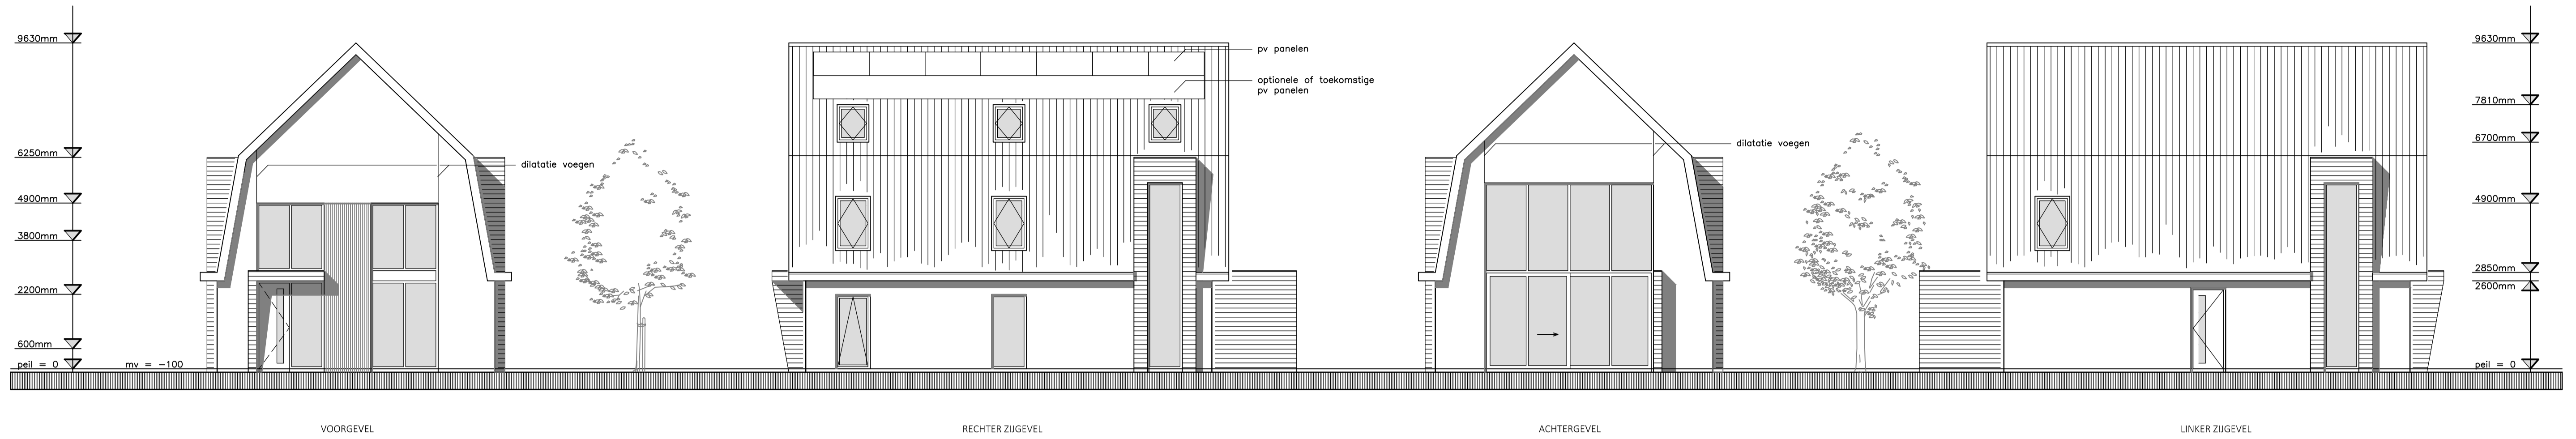 9630mm
6250mm
4900mm
3800mm
2200mm
600mm
peil = 0
mv = -100
dilatatie voegen
VOORGEVEL
pv panelen
optionele of toekomstige
pv panelen
RECHTER ZIJGEVEL
dilatatie voegen
ACHTERGEVEL
LINKER ZIJGEVEL
9630mm
7810mm
6700mm
4900mm
2850mm
2600mm
peil = 0